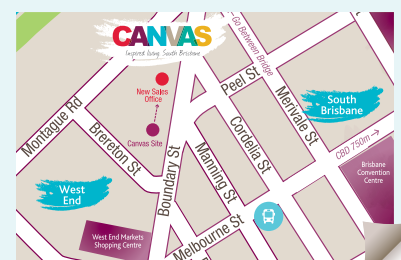 CANVAS
Inspired living. South Brisbane
Go Between Bridge
New Sales
Office
Peel St
Merivale St
South
Brisbane
Montague Rd
Brereton St
Canvas Site
Cordelia St
Manning St
Boundary St
CBD 750m →
Brisbane
Convention
Centre
West
End
West End Markets
Shopping Centre
Melbourne St